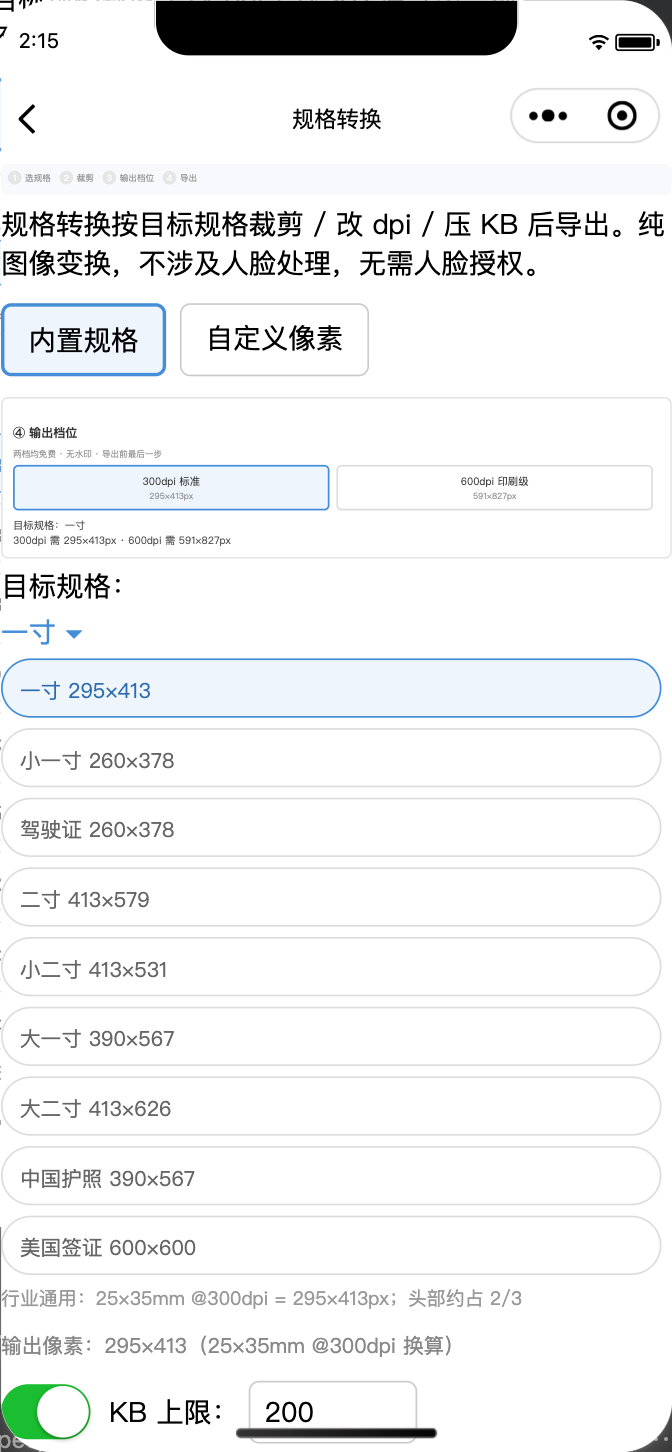 2:15
规格转换
1 选规格 2 裁剪 3 输出档位 4 导出
规格转换按目标规格裁剪 / 改 dpi / 压 KB 后导出。纯
图像变换，不涉及人脸处理，无需人脸授权。
内置规格 自定义像素
④ 输出档位
两档均免费 · 无水印 · 导出前最后一步
300dpi 标准 600dpi 印刷级
295×413px 591×827px
目标规格：一寸
300dpi 需 295×413px · 600dpi 需 591×827px
目标规格：
一寸
一寸 295×413
小一寸 260×378
驾驶证 260×378
二寸 413×579
小二寸 413×531
大一寸 390×567
大二寸 413×626
中国护照 390×567
美国签证 600×600
行业通用：25×35mm @300dpi = 295×413px；头部约占 2/3
输出像素：295×413（25×35mm @300dpi 换算）
KB 上限： 200